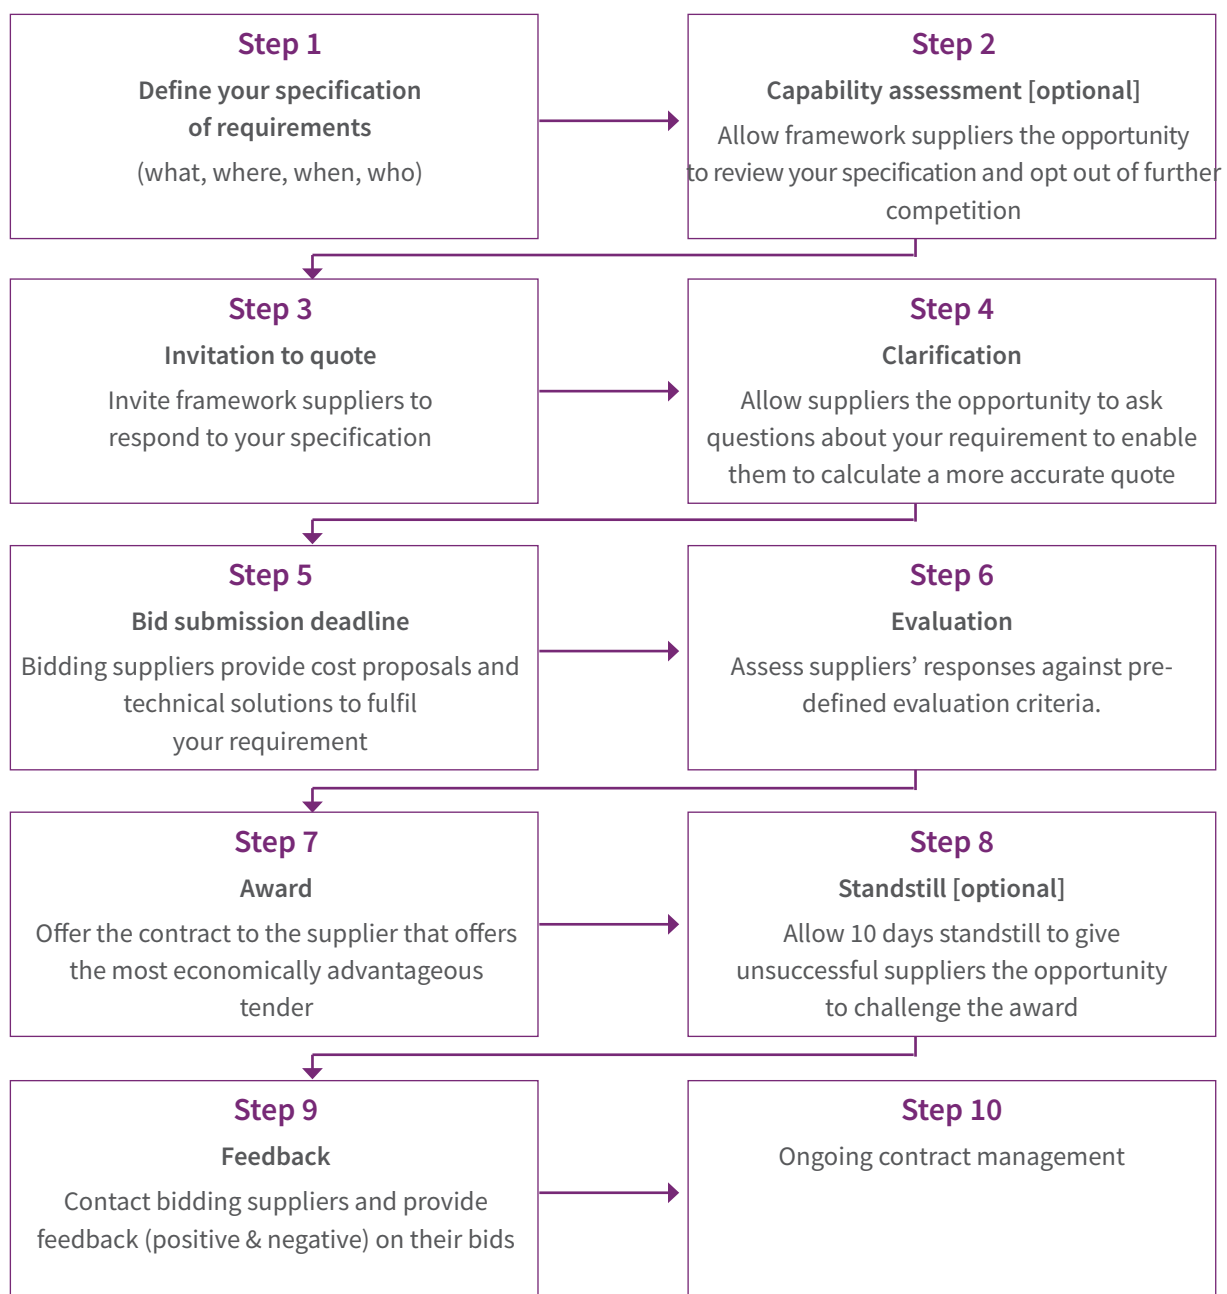 Step 1
Define your specification
of requirements
(what, where, when, who)
Step 2
Capability assessment [optional]
Allow framework suppliers the opportunity
to review your specification and opt out of further
competition
Step 3
Invitation to quote
Invite framework suppliers to
respond to your specification
Step 4
Clarification
Allow suppliers the opportunity to ask
questions about your requirement to enable
them to calculate a more accurate quote
Step 5
Bid submission deadline
Bidding suppliers provide cost proposals and
technical solutions to fulfil
your requirement
Step 6
Evaluation
Assess suppliers’ responses against pre-
defined evaluation criteria.
Step 7
Award
Offer the contract to the supplier that offers
the most economically advantageous
tender
Step 8
Standstill [optional]
Allow 10 days standstill to give
unsuccessful suppliers the opportunity
to challenge the award
Step 9
Feedback
Contact bidding suppliers and provide
feedback (positive & negative) on their bids
Step 10
Ongoing contract management